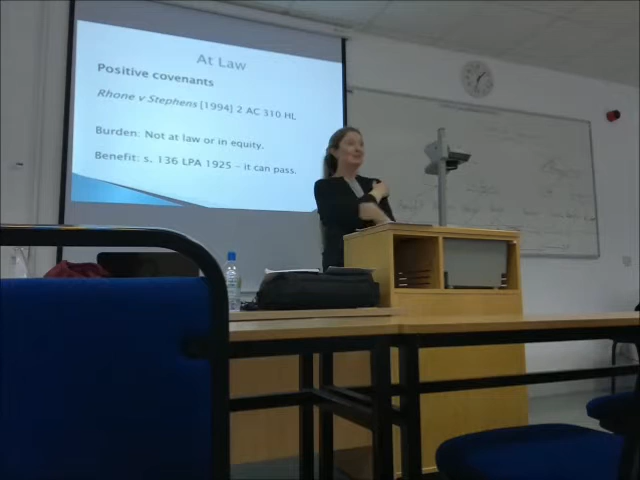 At Law
Positive covenants
Rhone v Stephens [1994] 2 AC 310 HL
Burden: Not at law or in equity.
Benefit: s. 136 LPA 1925 – it can pass.